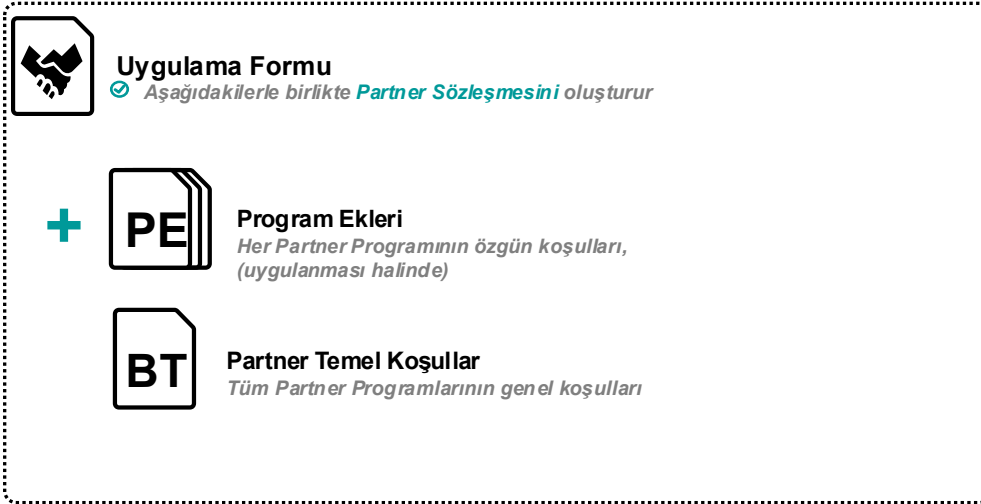 Uygulama Formu
Aşağıdakilerle birlikte Partner Sözleşmesini oluşturur
+
PE
Program Ekleri
Her Partner Programının özgün koşulları,
(uygulanması halinde)
BT
Partner Temel Koşullar
Tüm Partner Programlarının genel koşulları